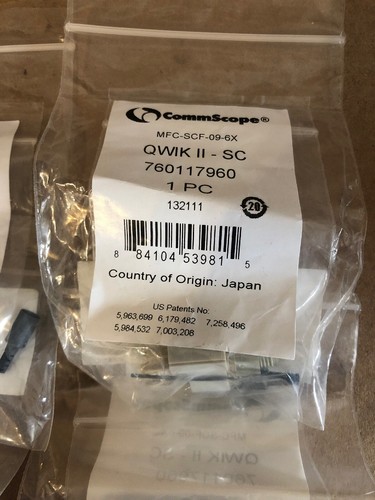 CommScope®
MFC-SCF-09-6X
QWIK II - SC
760117960
1 PC
132111
20
8 84104 53981 5
Country of Origin: Japan
US Patents No:
5,963,699 6,179,482 7,258,496
5,984,532 7,003,208
QWIK II - SC